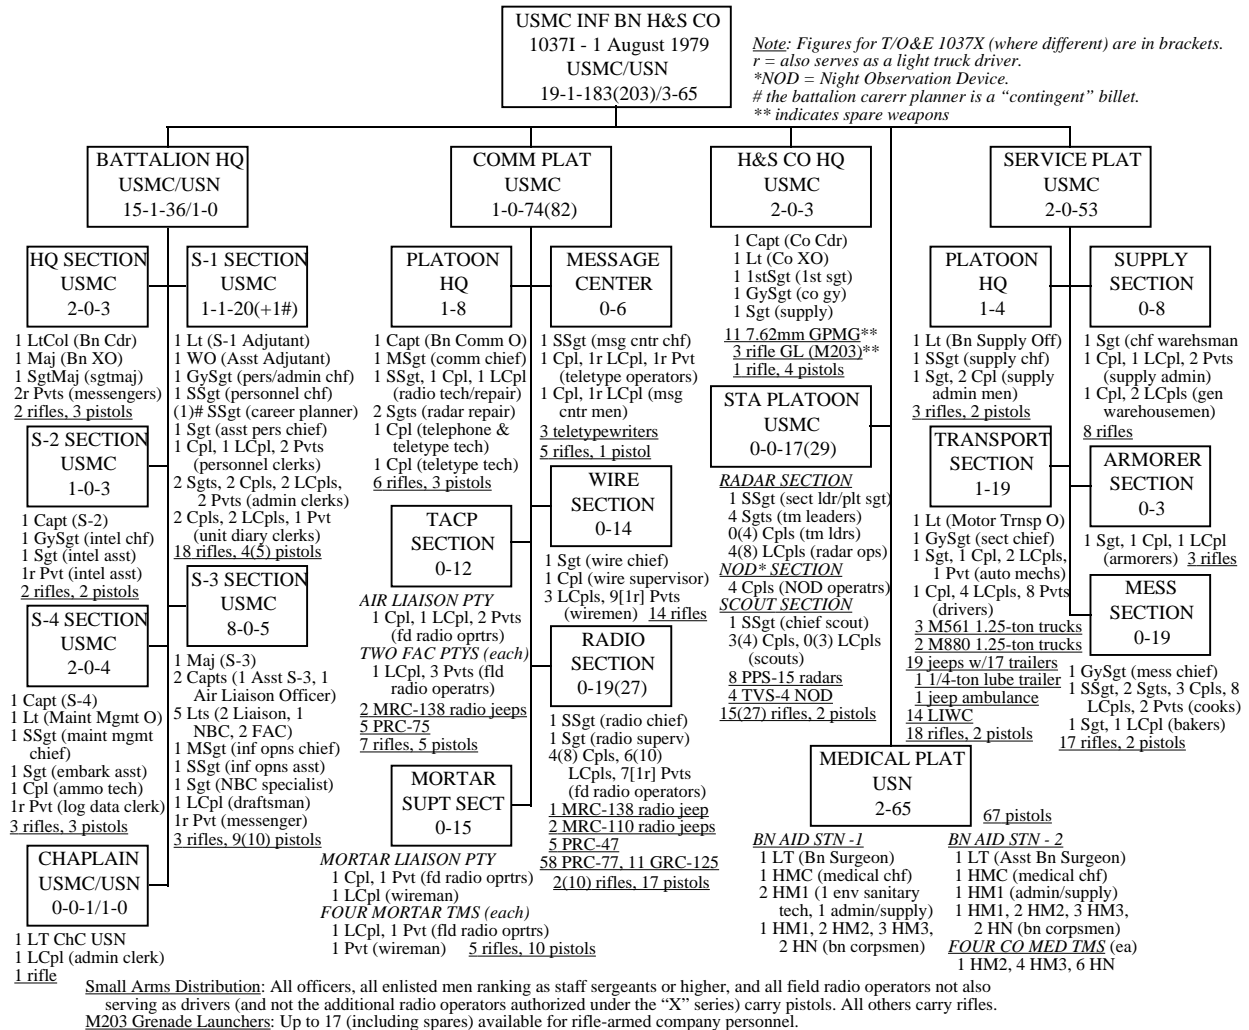 USMC INF BN H&S CO
1037I - 1 August 1979
USMC/USN
19-1-183(203)/3-65
Note: Figures for T/O&E 1037X (where different) are in brackets.
r = also serves as a light truck driver.
*NOD = Night Observation Device.
# the battalion carerr planner is a “contingent” billet.
** indicates spare weapons
BATTALION HQ
USMC/USN
15-1-36/1-0
COMM PLAT
USMC
1-0-74(82)
H&S CO HQ
USMC
2-0-3
SERVICE PLAT
USMC
2-0-53
HQ SECTION
USMC
2-0-3
1 LtCol (Bn Cdr)
1 Maj (Bn XO)
1 SgtMaj (sgtmaj)
2r Pvts (messengers)
2 rifles, 3 pistols
S-1 SECTION
USMC
1-1-20(+1#)
1 Lt (S-1 Adjutant)
1 WO (Asst Adjutant)
1 GySgt (pers/admin chf)
1 SSgt (personnel chf)
(1)# SSgt (career planner)
1 Sgt (asst pers chief)
1 Cpl, 1 LCpl, 2 Pvts
(personnel clerks)
2 Sgts, 2 Cpls, 2 LCpls,
2 Pvts (admin clerks)
2 Cpls, 2 LCpls, 1 Pvt
(unit diary clerks)
18 rifles, 4(5) pistols
S-2 SECTION
USMC
1-0-3
1 Capt (S-2)
1 GySgt (intel chf)
1 Sgt (intel asst)
1r Pvt (intel asst)
2 rifles, 2 pistols
S-3 SECTION
USMC
8-0-5
1 Maj (S-3)
2 Capts (1 Asst S-3, 1
Air Liaison Officer)
5 Lts (2 Liaison, 1
NBC, 2 FAC)
1 MSgt (inf opns chief)
1 SSgt (inf opns asst)
1 Sgt (NBC specialist)
1 LCpl (draftsman)
1r Pvt (messenger)
3 rifles, 9(10) pistols
S-4 SECTION
USMC
2-0-4
1 Capt (S-4)
1 Lt (Maint Mgmt O)
1 SSgt (maint mgmt
chief)
1 Sgt (embark asst)
1 Cpl (ammo tech)
1r Pvt (log data clerk)
3 rifles, 3 pistols
CHAPLAIN
USMC/USN
0-0-1/1-0
1 LT ChC USN
1 LCpl (admin clerk)
1 rifle
PLATOON
HQ
1-8
1 Capt (Bn Comm O)
1 MSgt (comm chief)
1 SSgt, 1 Cpl, 1 LCpl
(radio tech/repair)
2 Sgts (radar repair)
1 Cpl (telephone &
teletype tech)
1 Cpl (teletype tech)
6 rifles, 3 pistols
MESSAGE
CENTER
0-6
1 SSgt (msg cntr chf)
1 Cpl, 1r LCpl, 1r Pvt
(teletype operators)
1 Cpl, 1r LCpl (msg
cntr men)
3 teletypewriters
5 rifles, 1 pistol
TACP
SECTION
0-12
AIR LIAISON PTY
1 Cpl, 1 LCpl, 2 Pvts
(fd radio oprtrs)
TWO FAC PTYS (each)
1 LCpl, 3 Pvts (fld
radio operatrs)
2 MRC-138 radio jeeps
5 PRC-75
7 rifles, 5 pistols
WIRE
SECTION
0-14
1 Sgt (wire chief)
1 Cpl (wire supervisor)
3 LCpls, 9[1r] Pvts
(wiremen) 14 rifles
RADIO
SECTION
0-19(27)
1 SSgt (radio chief)
1 Sgt (radio superv)
4(8) Cpls, 6(10)
LCpls, 7[1r] Pvts
(fd radio operators)
1 MRC-138 radio jeep
2 MRC-110 radio jeeps
5 PRC-47
58 PRC-77, 11 GRC-125
2(10) rifles, 17 pistols
MORTAR
SUPT SECT
0-15
MORTAR LIAISON PTY
1 Cpl, 1 Pvt (fd radio oprtrs)
1 LCpl (wireman)
FOUR MORTAR TMS (each)
1 LCpl, 1 Pvt (fld radio oprtrs)
1 Pvt (wireman) 5 rifles, 10 pistols
1 Capt (Co Cdr)
1 Lt (Co XO)
1 1stSgt (1st sgt)
1 GySgt (co gy)
1 Sgt (supply)
11 7.62mm GPMG**
3 rifle GL (M203)**
1 rifle, 4 pistols
STA PLATOON
USMC
0-0-17(29)
RADAR SECTION
1 SSgt (sect ldr/plt sgt)
4 Sgts (tm leaders)
0(4) Cpls (tm ldrs)
4(8) LCpls (radar ops)
NOD* SECTION
4 Cpls (NOD operatrs)
SCOUT SECTION
1 SSgt (chief scout)
3(4) Cpls, 0(3) LCpls
(scouts)
8 PPS-15 radars
4 TVS-4 NOD
15(27) rifles, 2 pistols
PLATOON
HQ
1-4
1 Lt (Bn Supply Off)
1 SSgt (supply chf)
1 Sgt, 2 Cpl (supply
admin men)
3 rifles, 2 pistols
SUPPLY
SECTION
0-8
1 Sgt (chf warehsman
1 Cpl, 1 LCpl, 2 Pvts
(supply admin)
1 Cpl, 2 LCpls (gen
warehousemen)
8 rifles
TRANSPORT
SECTION
1-19
1 Lt (Motor Trnsp O)
1 GySgt (sect chief)
1 Sgt, 1 Cpl, 2 LCpls,
1 Pvt (auto mechs)
1 Cpl, 4 LCpls, 8 Pvts
(drivers)
3 M561 1.25-ton trucks
2 M880 1.25-ton trucks
19 jeeps w/17 trailers
1 1/4-ton lube trailer
1 jeep ambulance
14 LIWC
18 rifles, 2 pistols
ARMORER
SECTION
0-3
1 Sgt, 1 Cpl, 1 LCpl
(armorers) 3 rifles
MESS
SECTION
0-19
1 GySgt (mess chief)
1 SSgt, 2 Sgts, 3 Cpls, 8
LCpls, 2 Pvts (cooks)
1 Sgt, 1 LCpl (bakers)
17 rifles, 2 pistols
MEDICAL PLAT
USN
2-65
67 pistols
BN AID STN -1
1 LT (Bn Surgeon)
1 HMC (medical chf)
2 HM1 (1 env sanitary
tech, 1 admin/supply)
1 HM1, 2 HM2, 3 HM3,
2 HN (bn corpsmen)
BN AID STN - 2
1 LT (Asst Bn Surgeon)
1 HMC (medical chf)
1 HM1 (admin/supply)
1 HM1, 2 HM2, 3 HM3,
2 HN (bn corpsmen)
FOUR CO MED TMS (ea)
1 HM2, 4 HM3, 6 HN
Small Arms Distribution: All officers, all enlisted men ranking as staff sergeants or higher, and all field radio operators not also
serving as drivers (and not the additional radio operators authorized under the “X” series) carry pistols. All others carry rifles.
M203 Grenade Launchers: Up to 17 (including spares) available for rifle-armed company personnel.